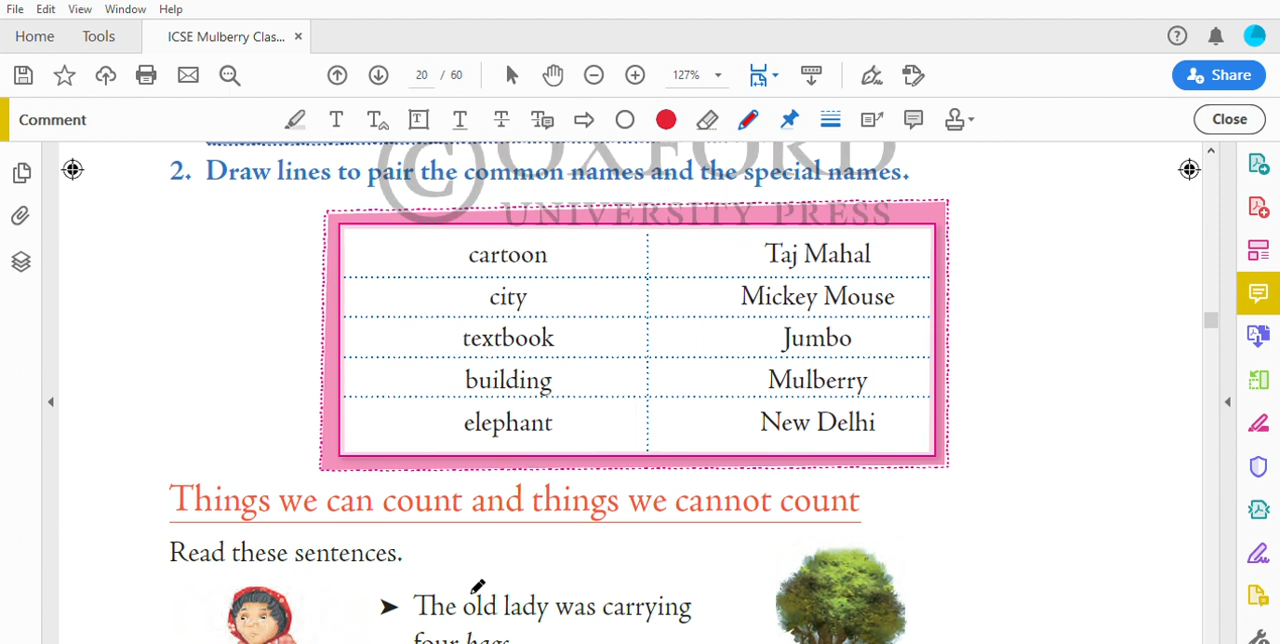 File Edit View Window Help
Home Tools ICSE Mulberry Clas... ×
20 / 60 127% Share
Comment Close
© OXFORD
UNIVERSITY PRESS
2. Draw lines to pair the common names and the special names.
cartoon Taj Mahal
city Mickey Mouse
textbook Jumbo
building Mulberry
elephant New Delhi
Things we can count and things we cannot count
Read these sentences.
➤ The old lady was carrying
four bags